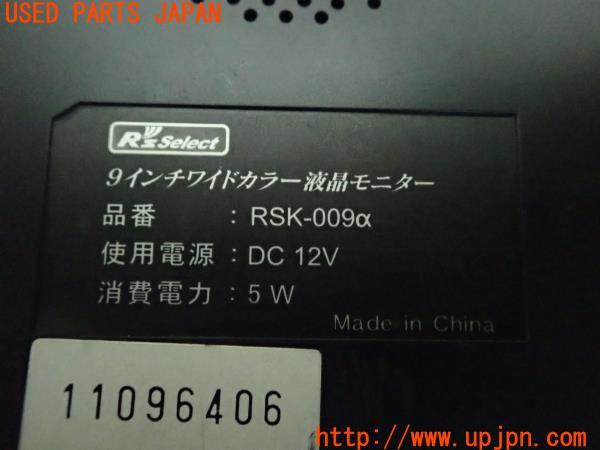 USED PARTS JAPAN
R's Select
9インチワイドカラー液晶モニター
品番 : RSK-009α
使用電源 : DC 12V
消費電力 : 5 W
Made in China
11096406
http://www.upjpn.com